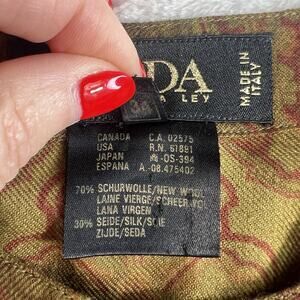 DA
LEY
MADE IN
ITALY
CANADA C.A. 02575
USA R.N. 61891
JAPAN OS-394
ESPANA A.-08.475402
70% SCHURWOLLE/NEW WOOL
LAINE VIERGE/SCHEERWOL
LANA VIRGEN
30% SEIDE/SILK/SOIE
ZIJDE/SEDA